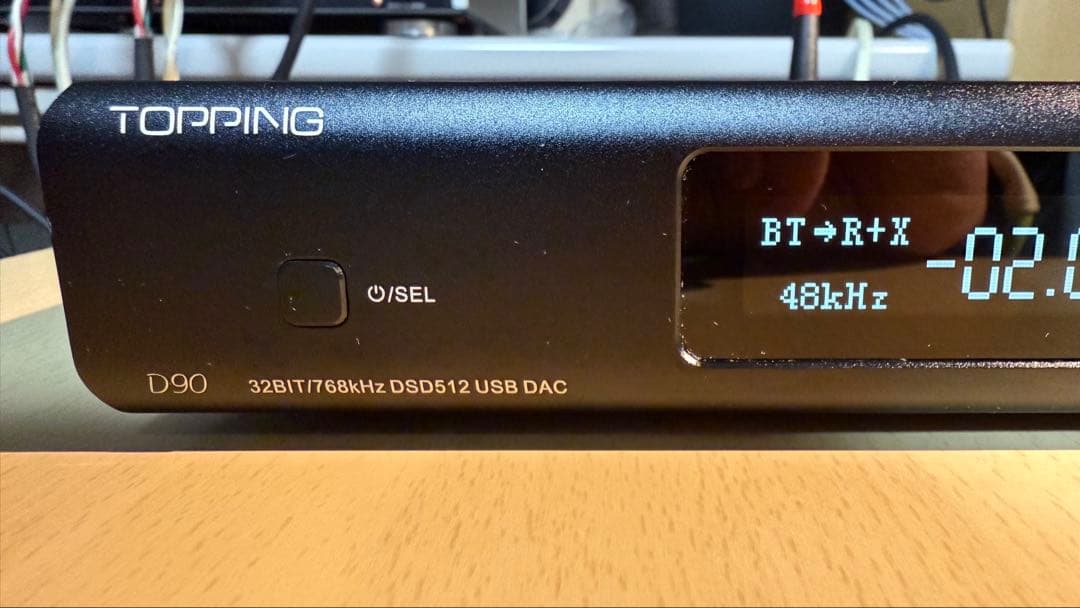 TOPPING
BT➔R+X
-02.
48kHz
⏻/SEL
D90 32BIT/768kHz DSD512 USB DAC